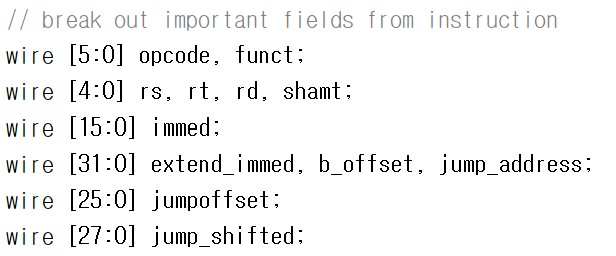 // break out important fields from instruction
wire [5:0] opcode, funct;
wire [4:0] rs, rt, rd, shamt;
wire [15:0] immed;
wire [31:0] extend_immed, b_offset, jump_address;
wire [25:0] jumpoffset;
wire [27:0] jump_shifted;